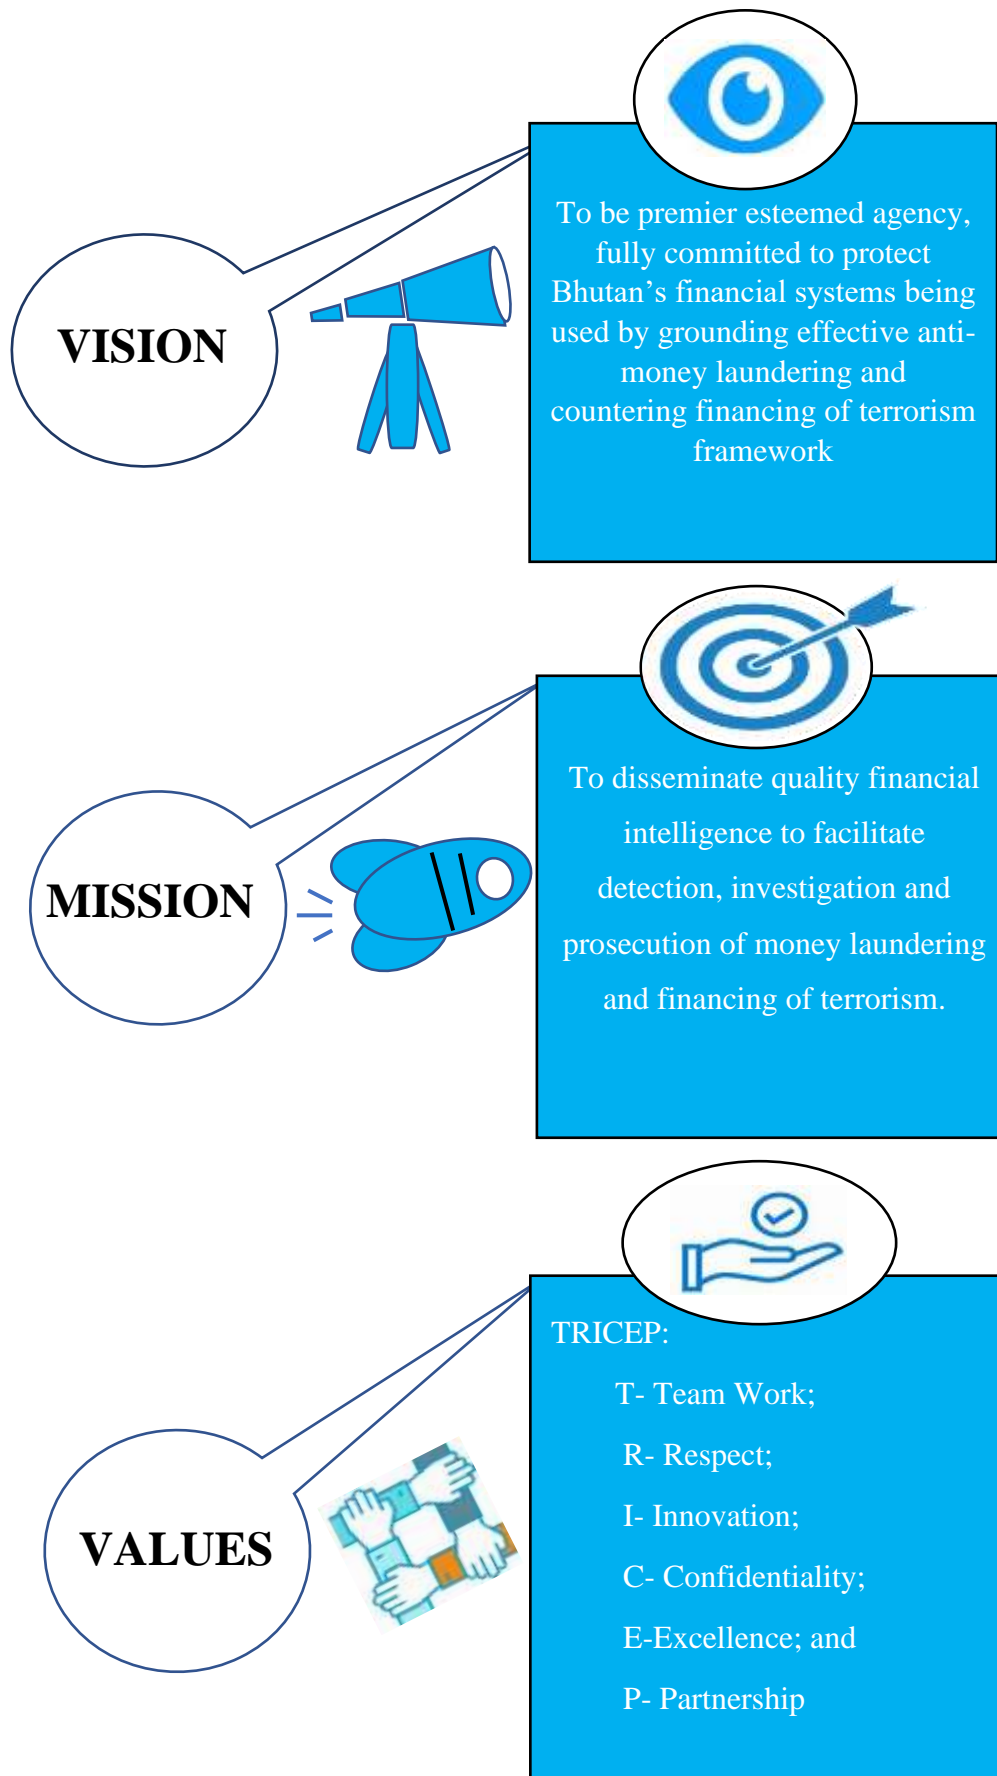 VISION
To be premier esteemed agency,
fully committed to protect
Bhutan’s financial systems being
used by grounding effective anti-
money laundering and
countering financing of terrorism
framework
MISSION
To disseminate quality financial
intelligence to facilitate
detection, investigation and
prosecution of money laundering
and financing of terrorism.
VALUES
TRICEP:
T- Team Work;
R- Respect;
I- Innovation;
C- Confidentiality;
E-Excellence; and
P- Partnership